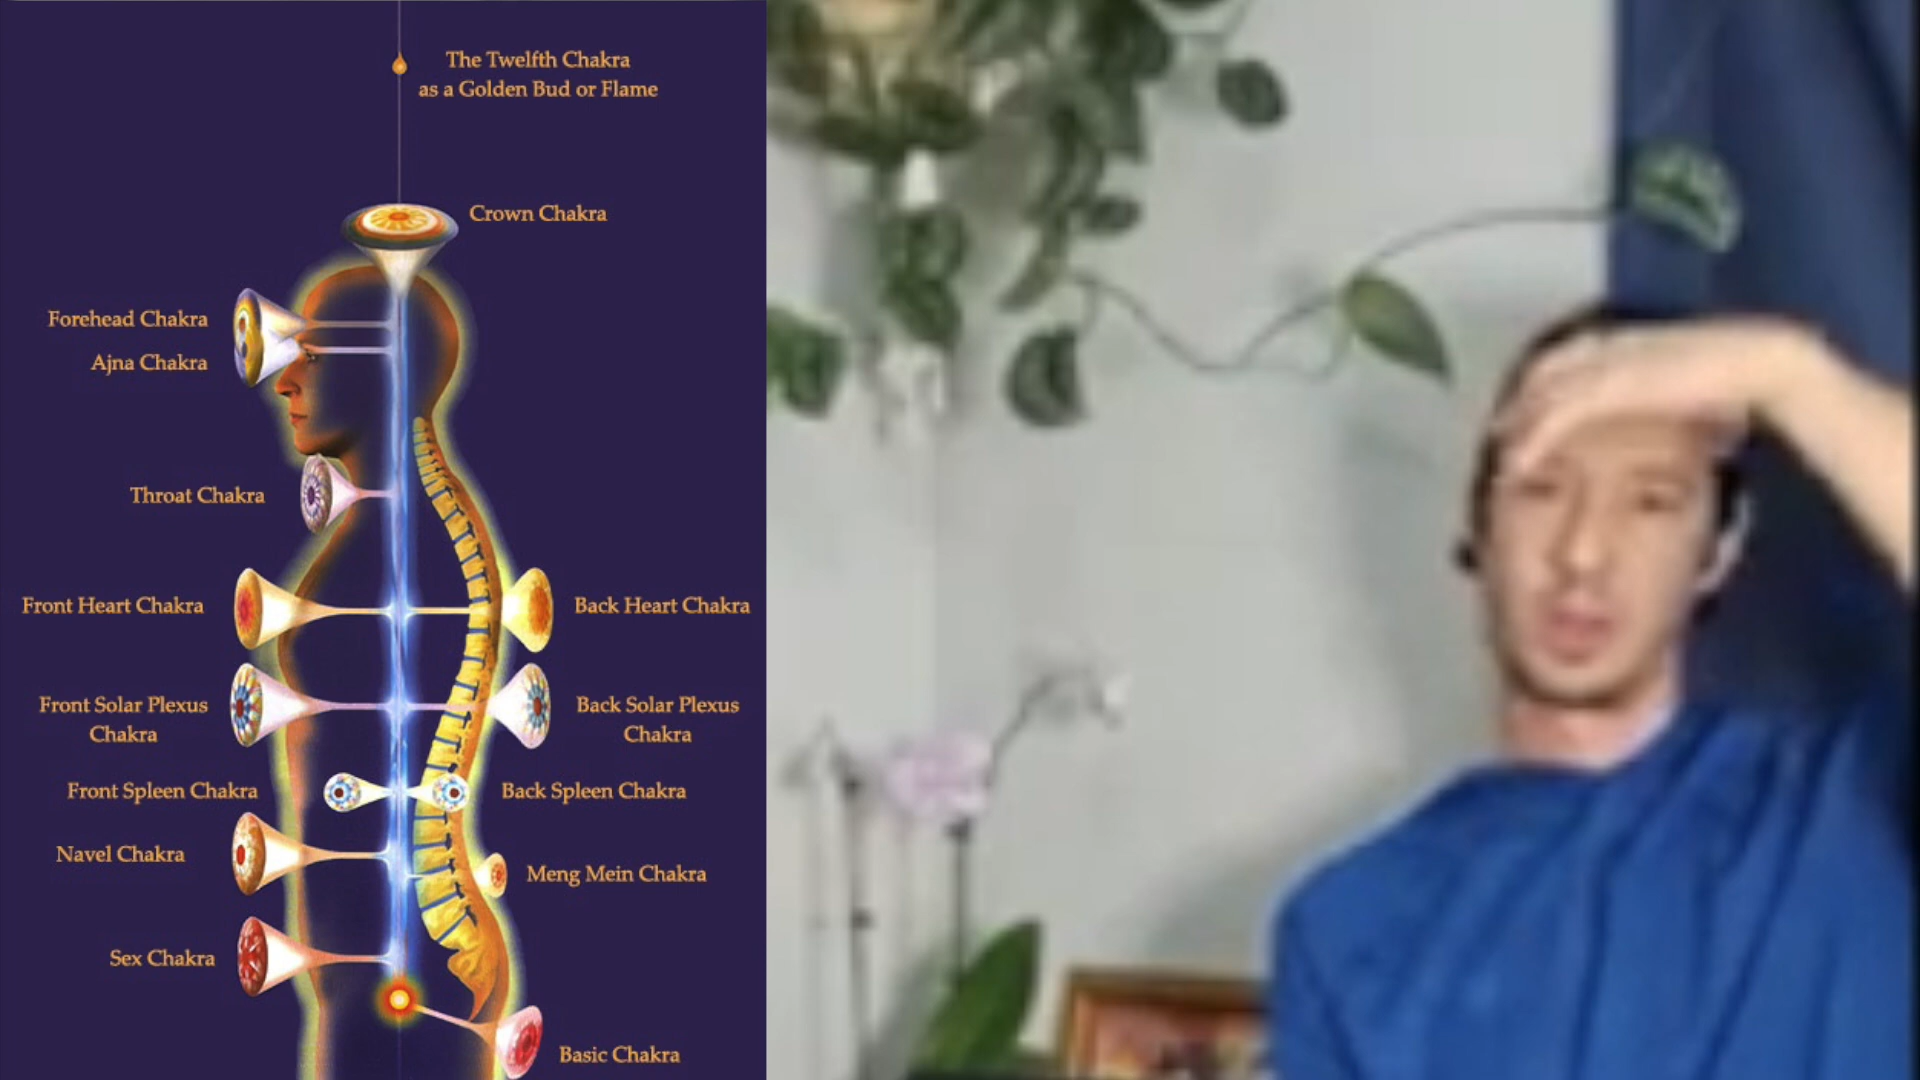 The Twelfth Chakra
as a Golden Bud or Flame
Crown Chakra
Forehead Chakra
Ajna Chakra
Throat Chakra
Front Heart Chakra
Back Heart Chakra
Front Solar Plexus
Chakra
Back Solar Plexus
Chakra
Front Spleen Chakra
Back Spleen Chakra
Navel Chakra
Meng Mein Chakra
Sex Chakra
Basic Chakra